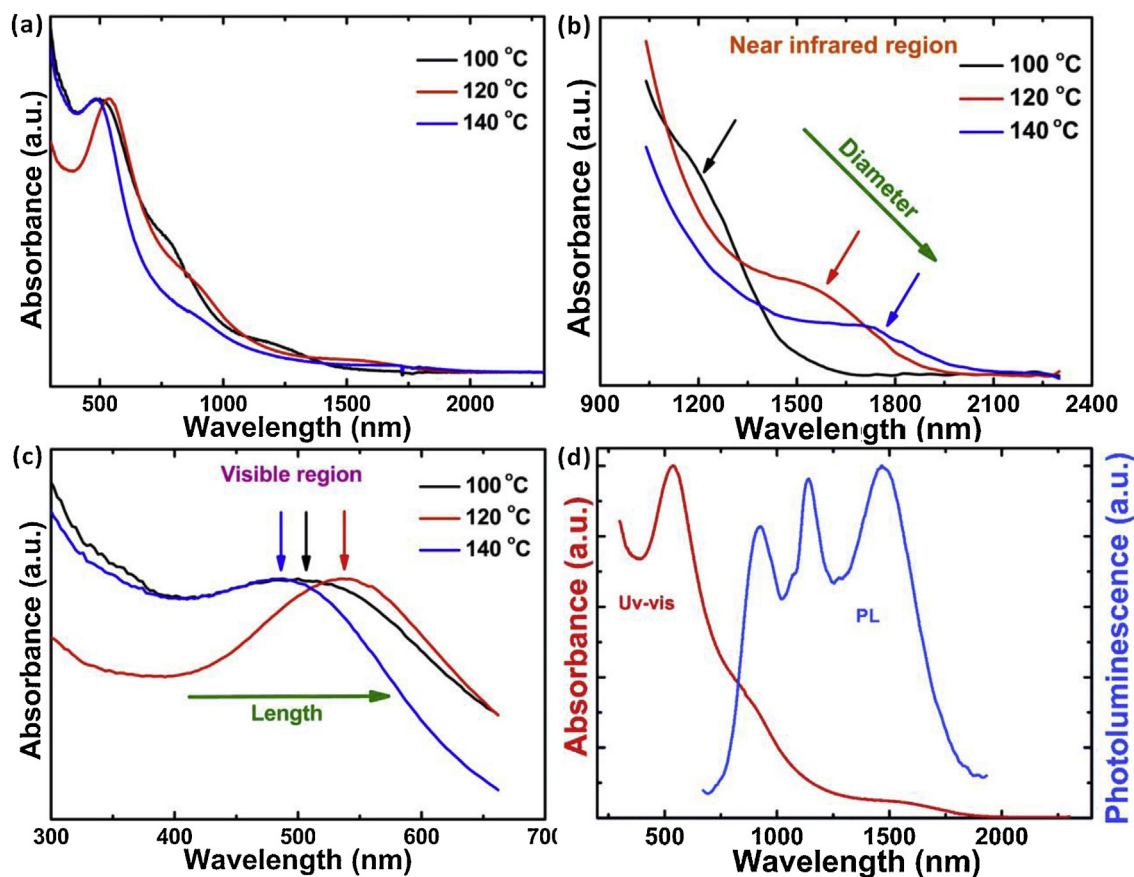 (a)
100 °C
120 °C
140 °C
Absorbance (a.u.)
500 1000 1500 2000
Wavelength (nm)
(b)
Near infrared region
100 °C
120 °C
140 °C
Diameter
Absorbance (a.u.)
900 1200 1500 1800 2100 2400
Wavelength (nm)
(c)
Visible region
100 °C
120 °C
140 °C
Length
Absorbance (a.u.)
300 400 500 600 700
Wavelength (nm)
(d)
Uv-vis
PL
Absorbance (a.u.)
Photoluminescence (a.u.)
500 1000 1500 2000
Wavelength (nm)